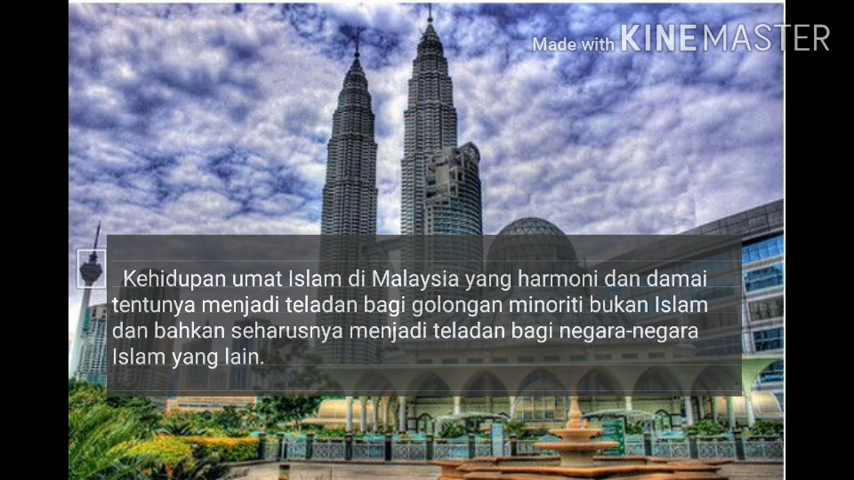 Made with KINEMASTER
Kehidupan umat Islam di Malaysia yang harmoni dan damai
tentunya menjadi teladan bagi golongan minoriti bukan Islam
dan bahkan seharusnya menjadi teladan bagi negara-negara
Islam yang lain.